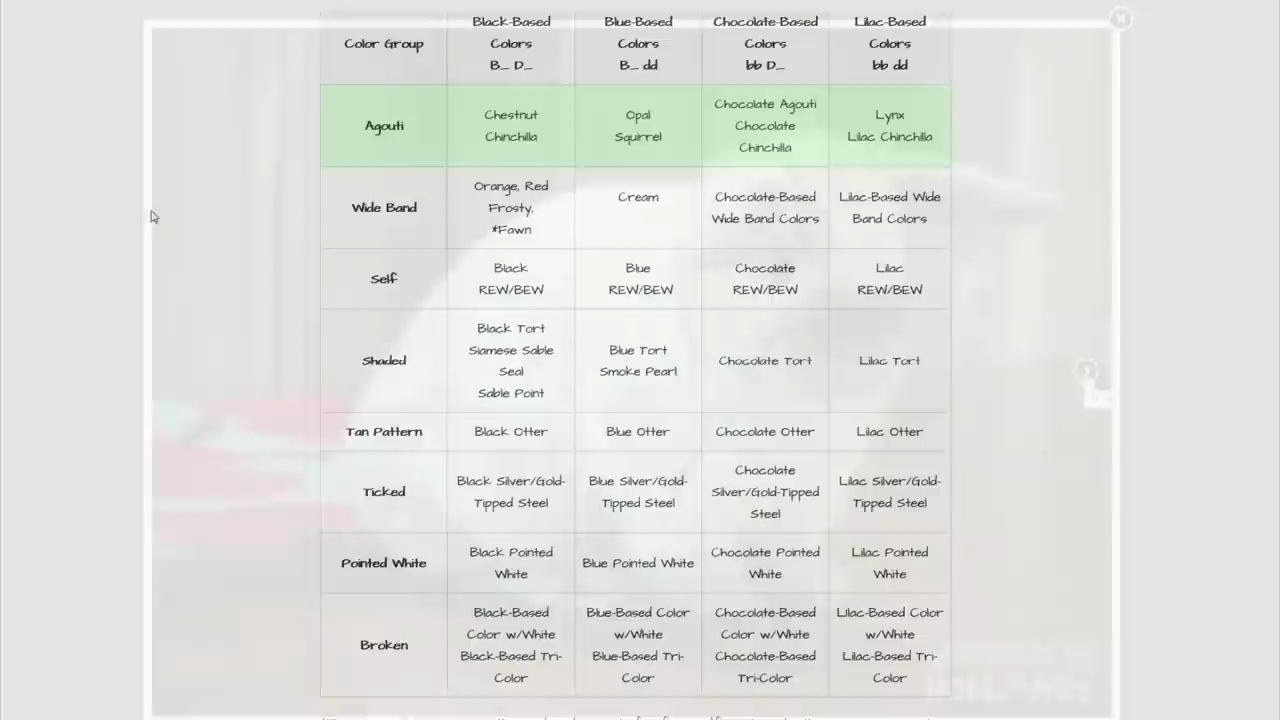 Color Group
Black-Based
Colors
B_ D_
Blue-Based
Colors
B_ dd
Chocolate-Based
Colors
bb D_
Lilac-Based
Colors
bb dd
Agouti
Chestnut
Chinchilla
Opal
Squirrel
Chocolate Agouti
Chocolate
Chinchilla
Lynx
Lilac Chinchilla
Wide Band
Orange, Red
Frosty,
*Fawn
Cream
Chocolate-Based
Wide Band Colors
Lilac-Based Wide
Band Colors
Self
Black
REW/BEW
Blue
REW/BEW
Chocolate
REW/BEW
Lilac
REW/BEW
Shaded
Black Tort
Siamese Sable
Seal
Sable Point
Blue Tort
Smoke Pearl
Chocolate Tort
Lilac Tort
Tan Pattern
Black Otter
Blue Otter
Chocolate Otter
Lilac Otter
Ticked
Black Silver/Gold-
Tipped Steel
Blue Silver/Gold-
Tipped Steel
Chocolate
Silver/Gold-Tipped
Steel
Lilac Silver/Gold-
Tipped Steel
Pointed White
Black Pointed
White
Blue Pointed White
Chocolate Pointed
White
Lilac Pointed
White
Broken
Black-Based
Color w/White
Black-Based Tri-
Color
Blue-Based Color
w/White
Blue-Based Tri-
Color
Chocolate-Based
Color w/White
Chocolate-Based
Tri-Color
Lilac-Based Color
w/White
Lilac-Based Tri-
Color